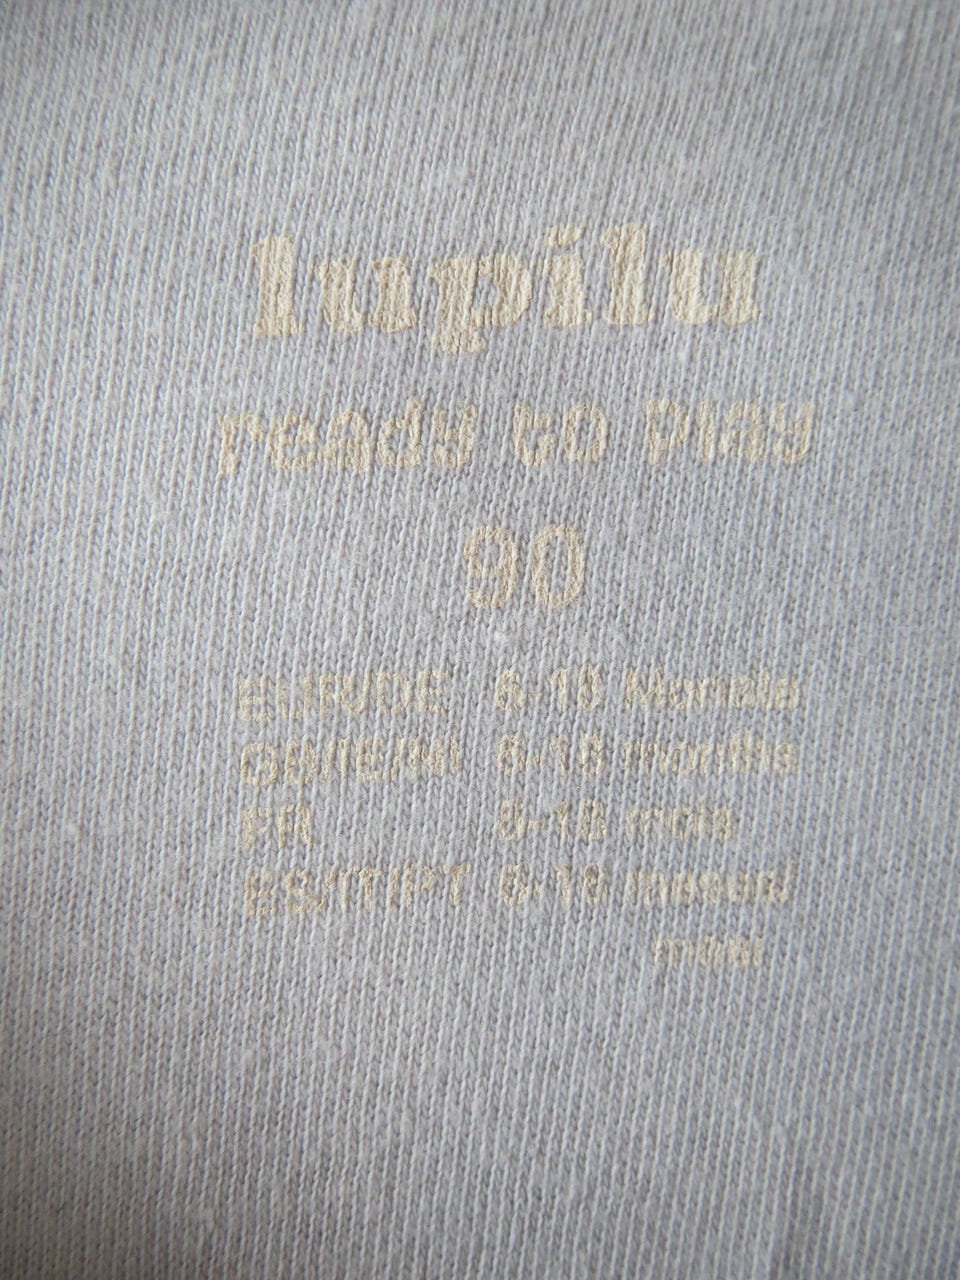 lupilu
ready to play
90
EUR/DE 6-18 Monate
GB/IE/NI 6-18 months
FR 6-18 mois
ES/IT/PT 6-18 meses/
mesi